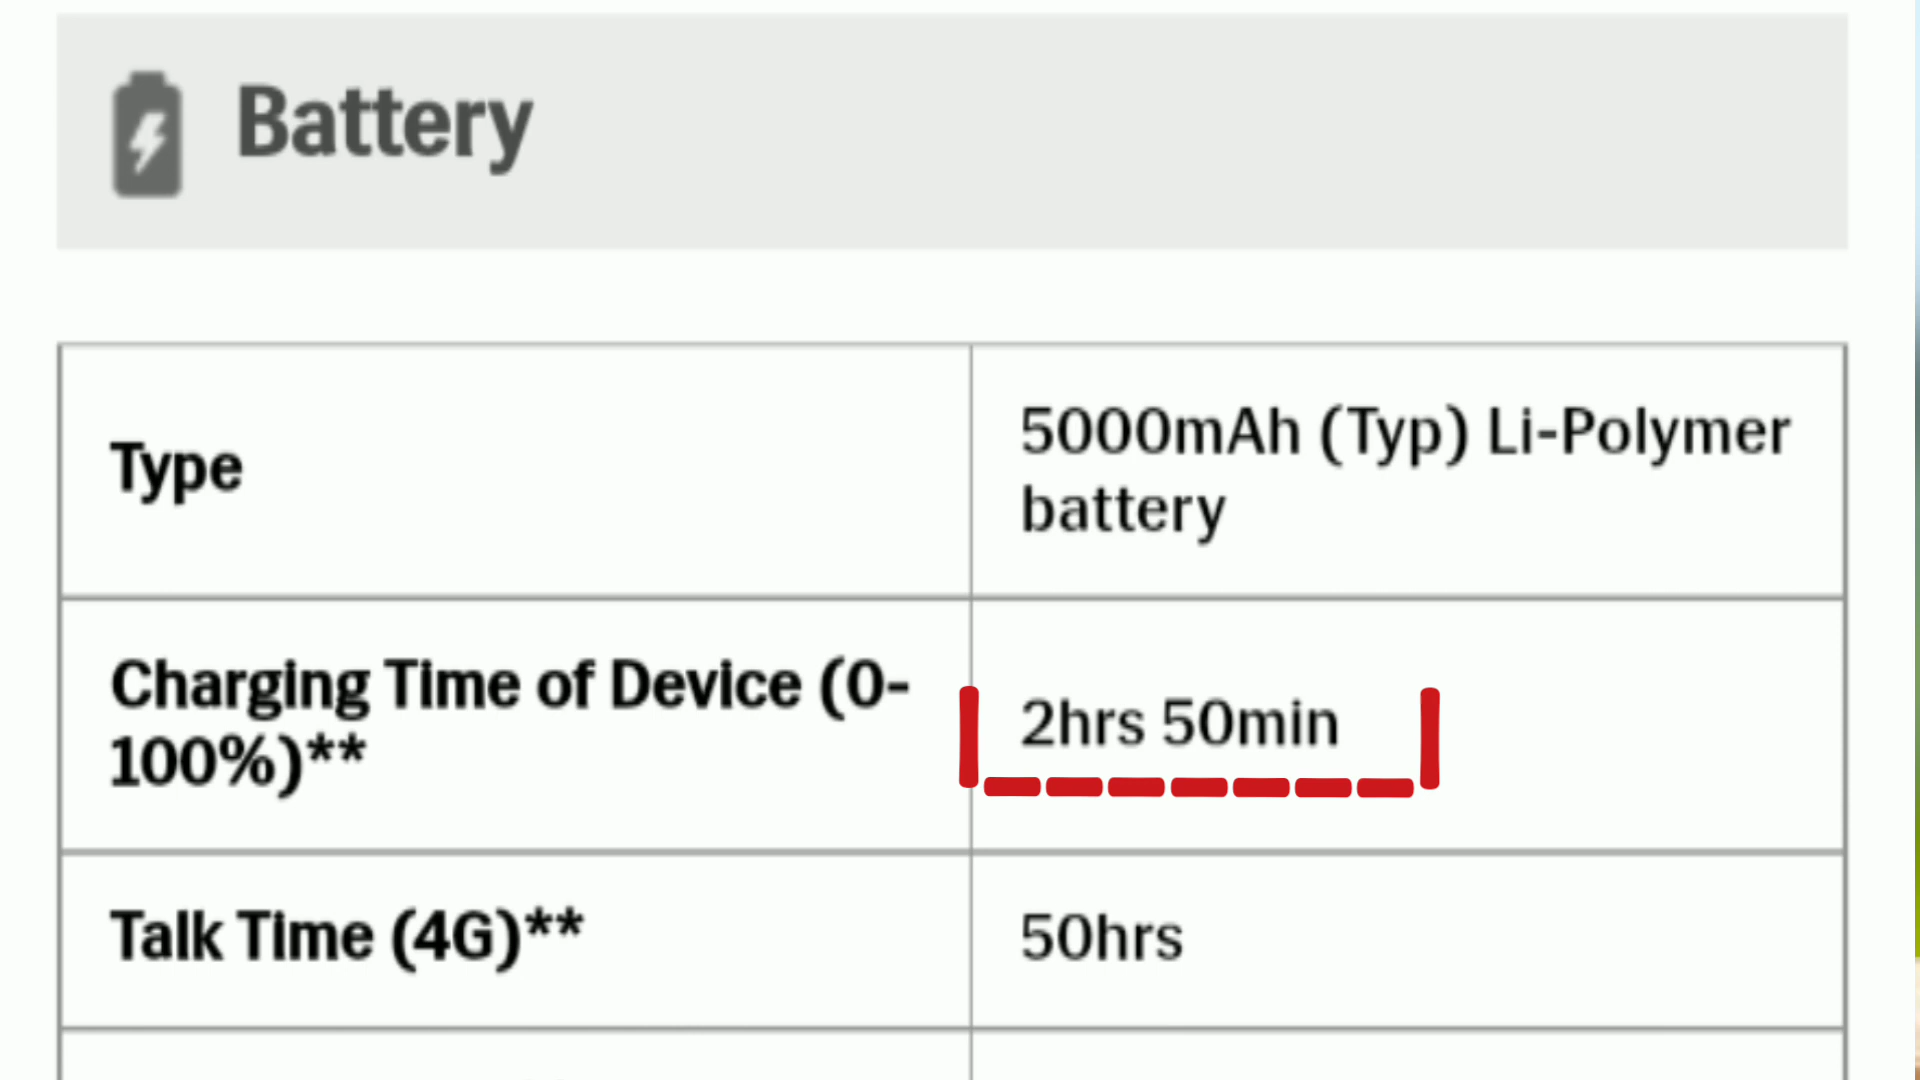 Battery
Type
5000mAh (Typ) Li-Polymer
battery
Charging Time of Device (0-
100%)**
2hrs 50min
Talk Time (4G)**
50hrs